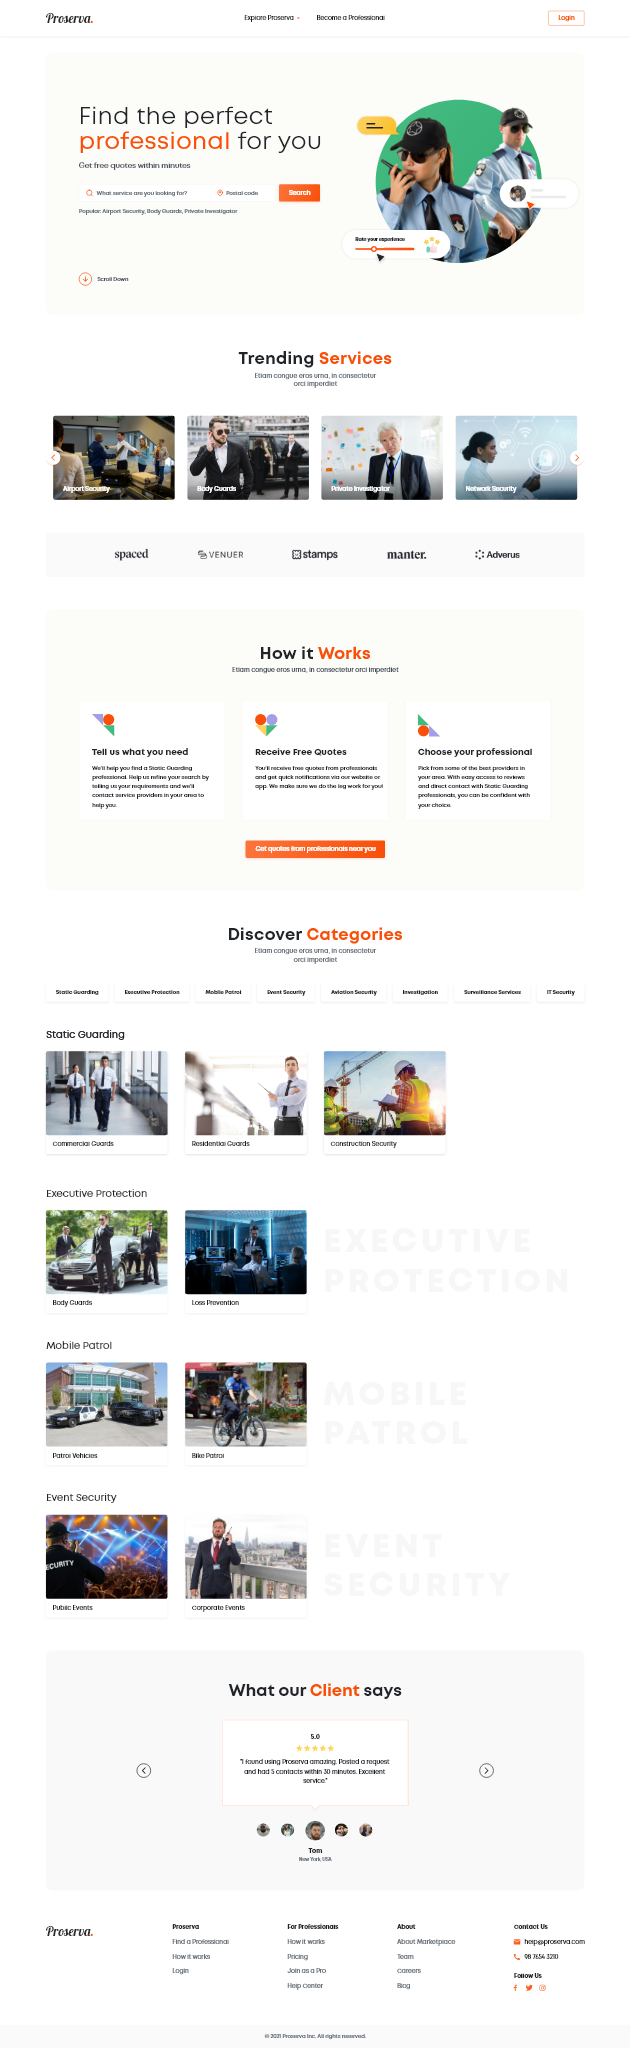 Proserva.
Explore Proserva
Become a Professional
Login
Find the perfect
professional for you
Get free quotes within minutes
What service are you looking for?
Postal code
Search
Popular: Airport Security, Body Guards, Private Investigator
Rate your experience
Scroll Down
Trending Services
Etiam congue eros urna, in consectetur
orci imperdiet
Airport Security
Body Guards
Private Investigator
Network Security
spaced
VENUER
stamps
manter.
Adverus
How it Works
Etiam congue eros urna, in consectetur orci imperdiet
Tell us what you need
We'll help you find a Static Guarding
professional. Help us refine your search by
telling us your requirements and we'll
contact service providers in your area to
help you.
Receive Free Quotes
You'll receive free quotes from professionals
and get quick notifications via our website or
app. We make sure we do the leg work for you!
Choose your professional
Pick from some of the best providers in
your area. With easy access to reviews
and direct contact with Static Guarding
professionals, you can be confident with
your choice.
Get quotes from professionals near you
Discover Categories
Etiam congue eros urna, in consectetur
orci imperdiet
Static Guarding
Executive Protection
Mobile Patrol
Event Security
Aviation Security
Investigation
Surveillance Services
IT Security
Static Guarding
Commercial Guards
Residential Guards
Construction Security
Executive Protection
EXECUTIVE
PROTECTION
Body Guards
Loss Prevention
Mobile Patrol
MOBILE
PATROL
Patrol Vehicles
Bike Patrol
Event Security
ECURITY
EVENT
SECURITY
Public Events
Corporate Events
What our Client says
5.0
"I found using Proserva amazing. Posted a request
and had 5 contacts within 30 minutes. Excellent
service."
Tom
New York, USA
Proserva.
Proserva
Find a Professional
How it works
Login
For Professionals
How it works
Pricing
Join as a Pro
Help Center
About
About Marketplace
Team
Careers
Blog
Contact Us
help@proserva.com
98 7654 3210
Follow Us
© 2021 Proserva Inc. All rights reserved.